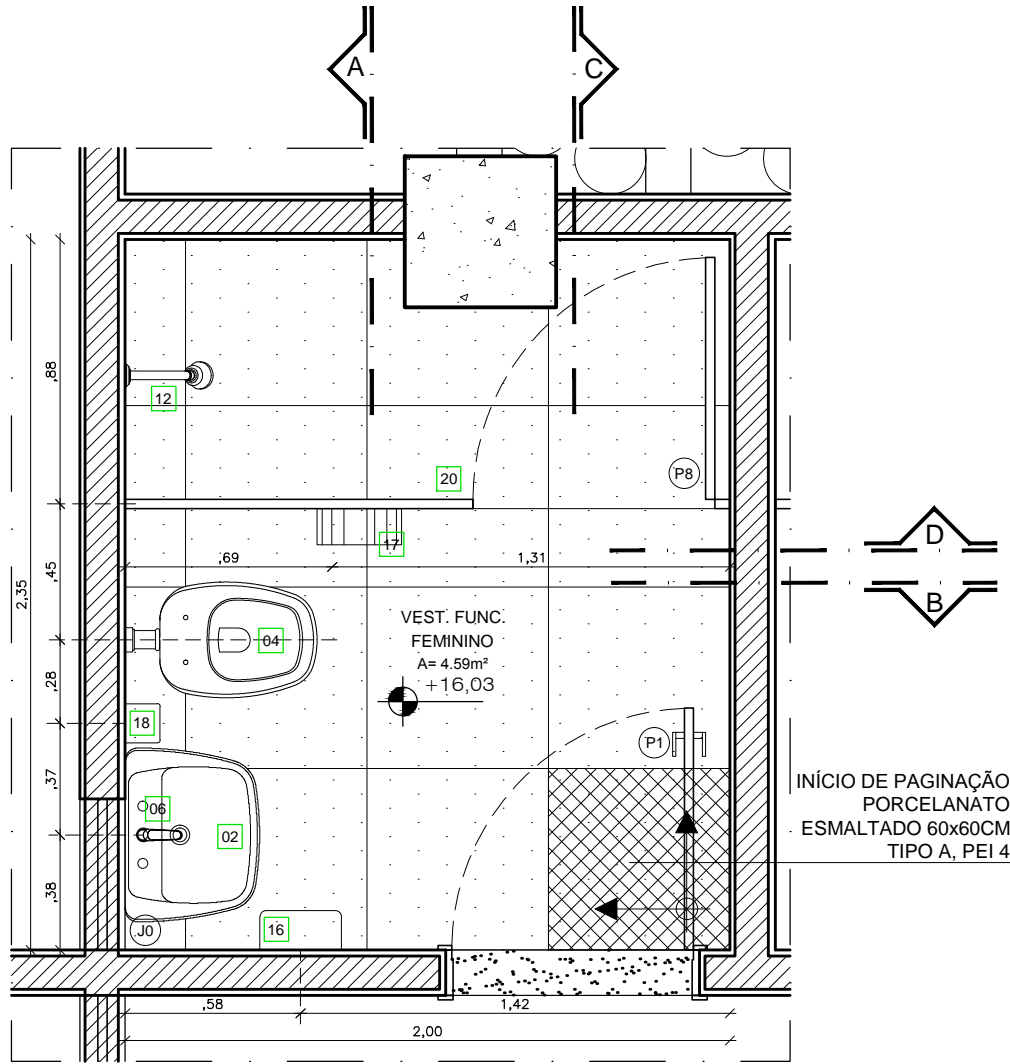 A
C
,88
12
20
P8
17
D
,69
1,31
,45
2,35
B
VEST. FUNC.
FEMININO
A= 4.59m²
+16,03
04
,28
18
P1
,37
06
02
INÍCIO DE PAGINAÇÃO
PORCELANATO
ESMALTADO 60x60CM
TIPO A, PEI 4
,38
J0
16
,58
1,42
2,00